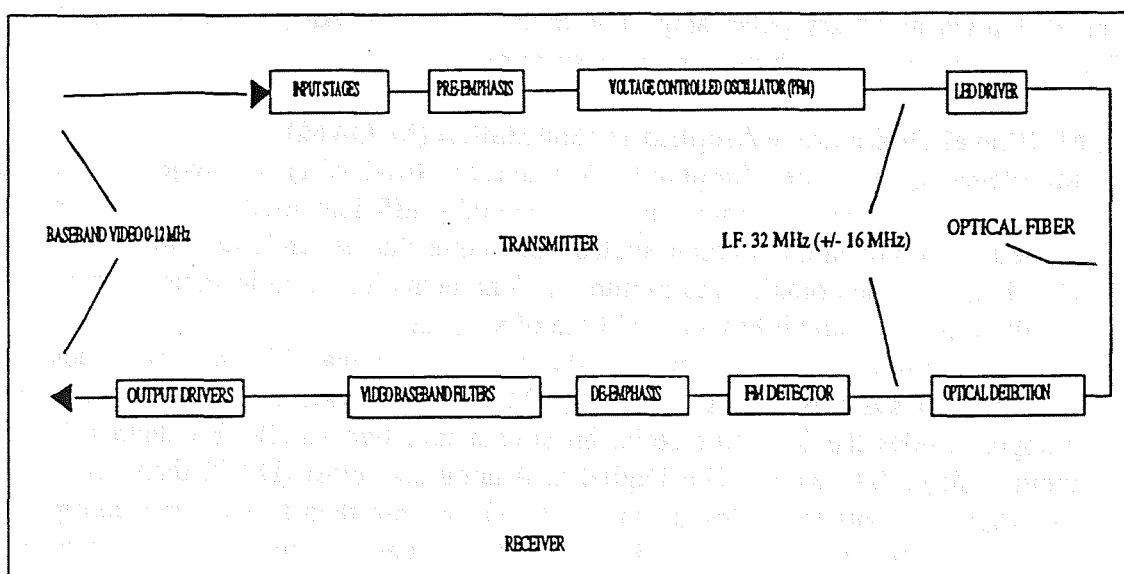 INPUT STAGES
PRE-EMPHASIS
VOLTAGE CONTROLLED OSCILLATOR (PFM)
LED DRIVER
BASEBAND VIDEO 0-12 MHz
TRANSMITTER
I.F. 32 MHz (+/- 16 MHz)
OPTICAL FIBER
OUTPUT DRIVERS
VIDEO BASEBAND FILTERS
DE-EMPHASIS
FM DETECTOR
OPTICAL DETECTION
RECEIVER